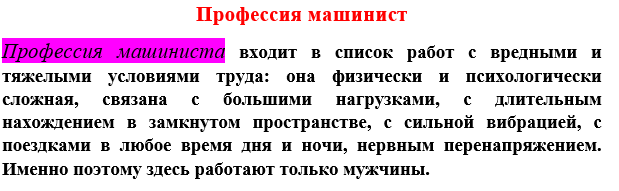 Профессия машинист
Профессия машиниста входит в список работ с вредными и
тяжелыми условиями труда: она физически и психологически
сложная, связана с большими нагрузками, с длительным
нахождением в замкнутом пространстве, с сильной вибрацией, с
поездками в любое время дня и ночи, нервным перенапряжением.
Именно поэтому здесь работают только мужчины.